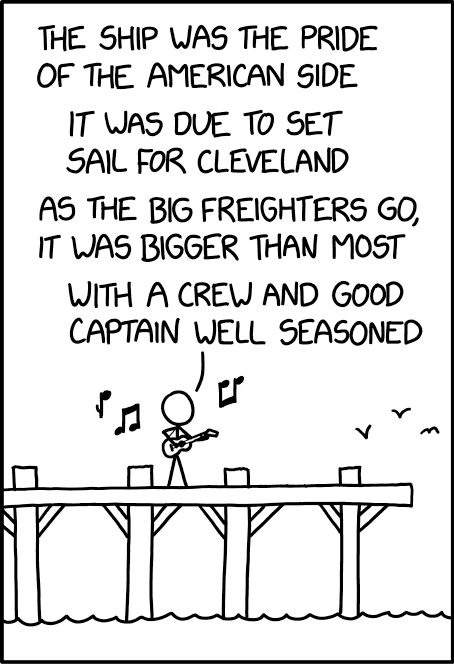 THE SHIP WAS THE PRIDE
OF THE AMERICAN SIDE
IT WAS DUE TO SET
SAIL FOR CLEVELAND
AS THE BIG FREIGHTERS GO,
IT WAS BIGGER THAN MOST
WITH A CREW AND GOOD
CAPTAIN WELL SEASONED